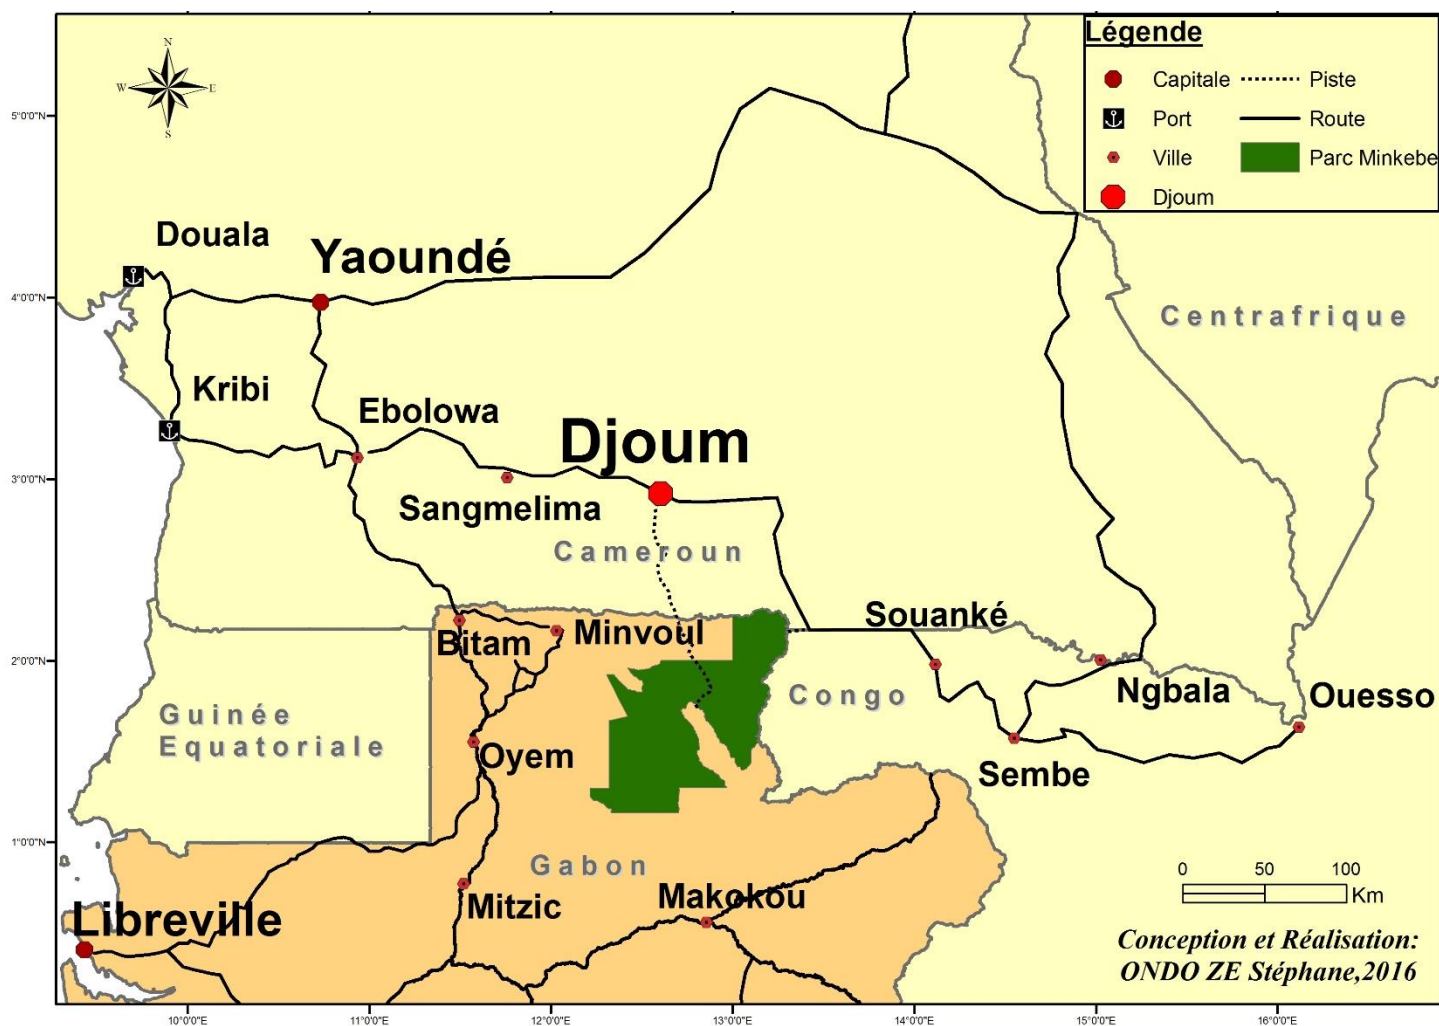 Légende
Capitale
Piste
Port
Route
Ville
Parc Minkebe
Djoum
N
W
E
S
5°0'0"N
4°0'0"N
3°0'0"N
2°0'0"N
1°0'0"N
Douala
Yaoundé
Centrafrique
Kribi
Ebolowa
Djoum
Sangmelima
Cameroun
Souanké
Bitam
Minvoul
Ngbala
Ouesso
Congo
Guinée
Equatoriale
Oyem
Sembe
Gabon
Makokou
Mitzic
Libreville
0 50 100
Km
Conception et Réalisation:
ONDO ZE Stéphane,2016
10°0'0"E 11°0'0"E 12°0'0"E 13°0'0"E 14°0'0"E 15°0'0"E 16°0'0"E